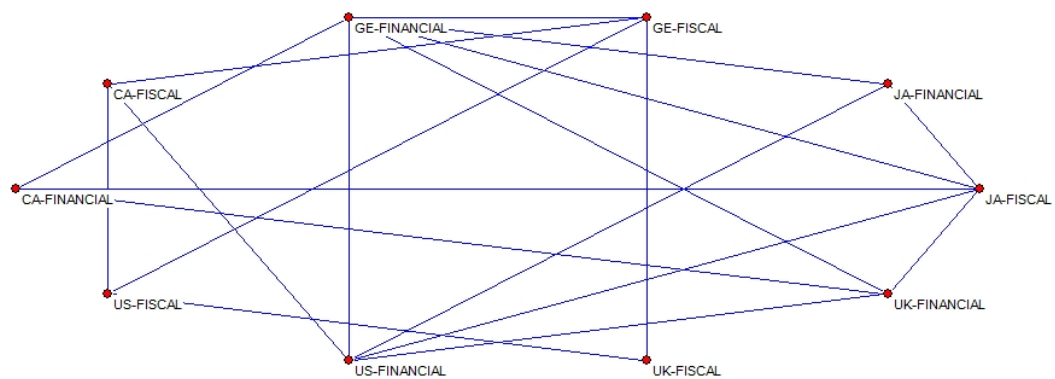 GE-FINANCIAL
GE-FISCAL
CA-FISCAL
JA-FINANCIAL
CA-FINANCIAL
JA-FISCAL
US-FISCAL
UK-FINANCIAL
US-FINANCIAL
UK-FISCAL